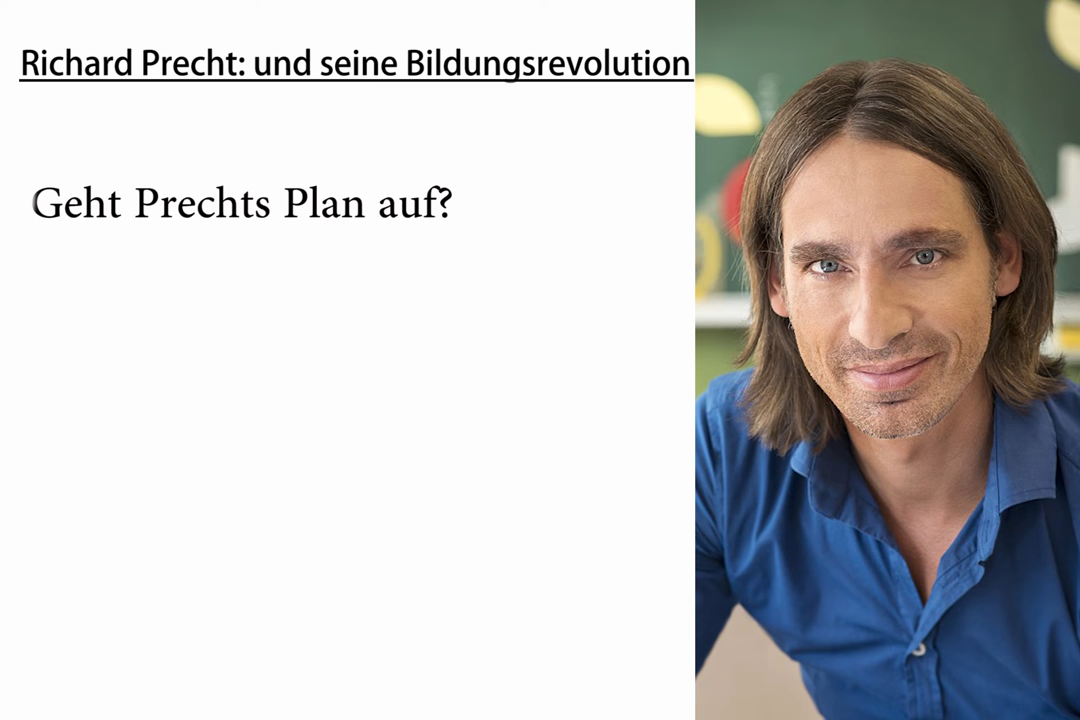 Richard Precht: und seine Bildungsrevolution
Geht Prechts Plan auf?